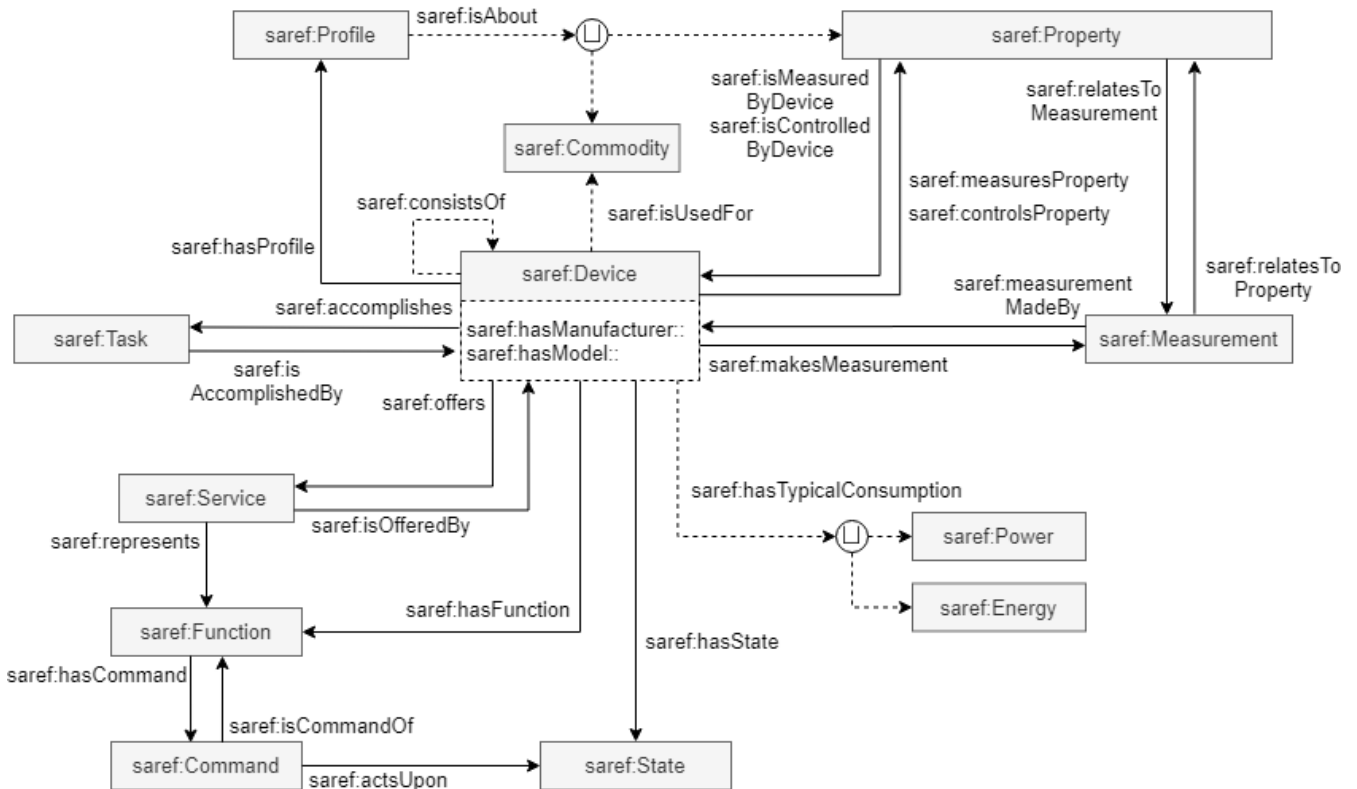 saref:isAbout
saref:Profile
⊔
saref:Property
saref:isMeasured
ByDevice
saref:isControlled
ByDevice
saref:relatesTo
Measurement
saref:Commodity
saref:measuresProperty
saref:controlsProperty
saref:consistsOf
saref:isUsedFor
saref:hasProfile
saref:Device
saref:relatesTo
Property
saref:measurement
MadeBy
saref:accomplishes
saref:hasManufacturer::
saref:hasModel::
saref:Task
saref:Measurement
saref:makesMeasurement
saref:is
AccomplishedBy
saref:offers
saref:Service
saref:hasTypicalConsumption
saref:isOfferedBy
saref:represents
⊔
saref:Power
saref:Energy
saref:hasFunction
saref:Function
saref:hasState
saref:hasCommand
saref:isCommandOf
saref:Command
saref:State
saref:actsUpon